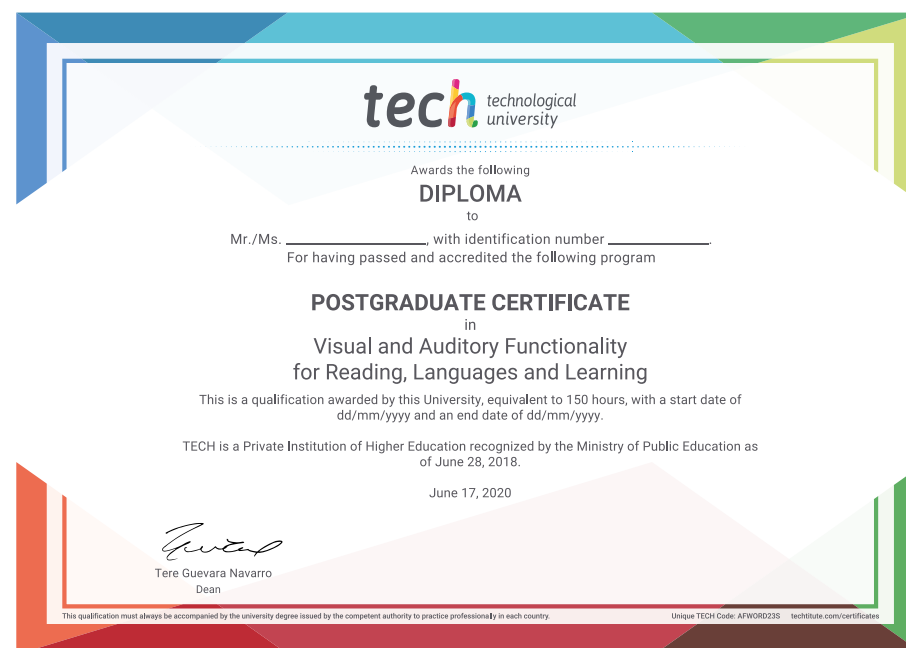 tech technological
university
Awards the following
DIPLOMA
to
Mr./Ms. ____________________, with identification number ______________.
For having passed and accredited the following program
POSTGRADUATE CERTIFICATE
in
Visual and Auditory Functionality
for Reading, Languages and Learning
This is a qualification awarded by this University, equivalent to 150 hours, with a start date of
dd/mm/yyyy and an end date of dd/mm/yyyy.
TECH is a Private Institution of Higher Education recognized by the Ministry of Public Education as
of June 28, 2018.
June 17, 2020
Tere Guevara Navarro
Dean
This qualification must always be accompanied by the university degree issued by the competent authority to practice professionally in each country.
Unique TECH Code: AFWORD23S techtitute.com/certificates